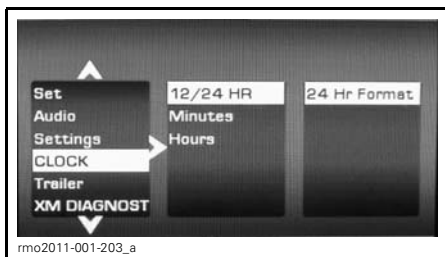 Set
Audio
Settings
CLOCK
Trailer
XM DIAGNOST
12/24 HR
Minutes
Hours
24 Hr Format
rmo2011-001-203_a